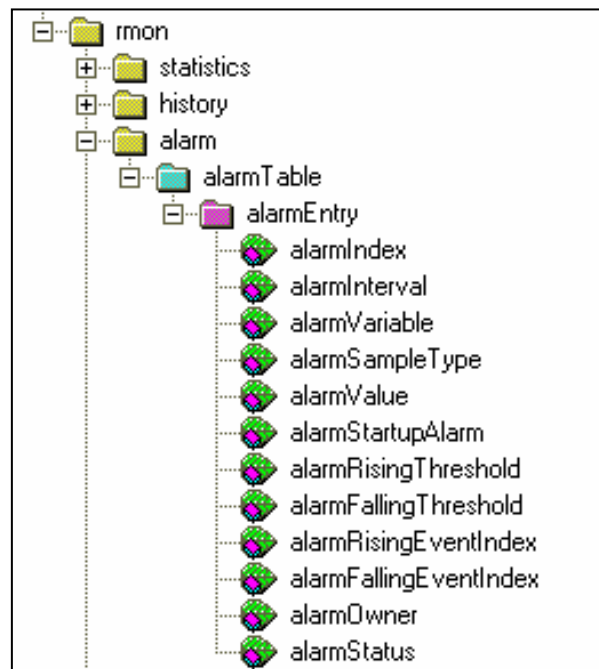 rmon
statistics
history
alarm
alarmTable
alarmEntry
alarmIndex
alarmInterval
alarmVariable
alarmSampleType
alarmValue
alarmStartupAlarm
alarmRisingThreshold
alarmFallingThreshold
alarmRisingEventIndex
alarmFallingEventIndex
alarmOwner
alarmStatus